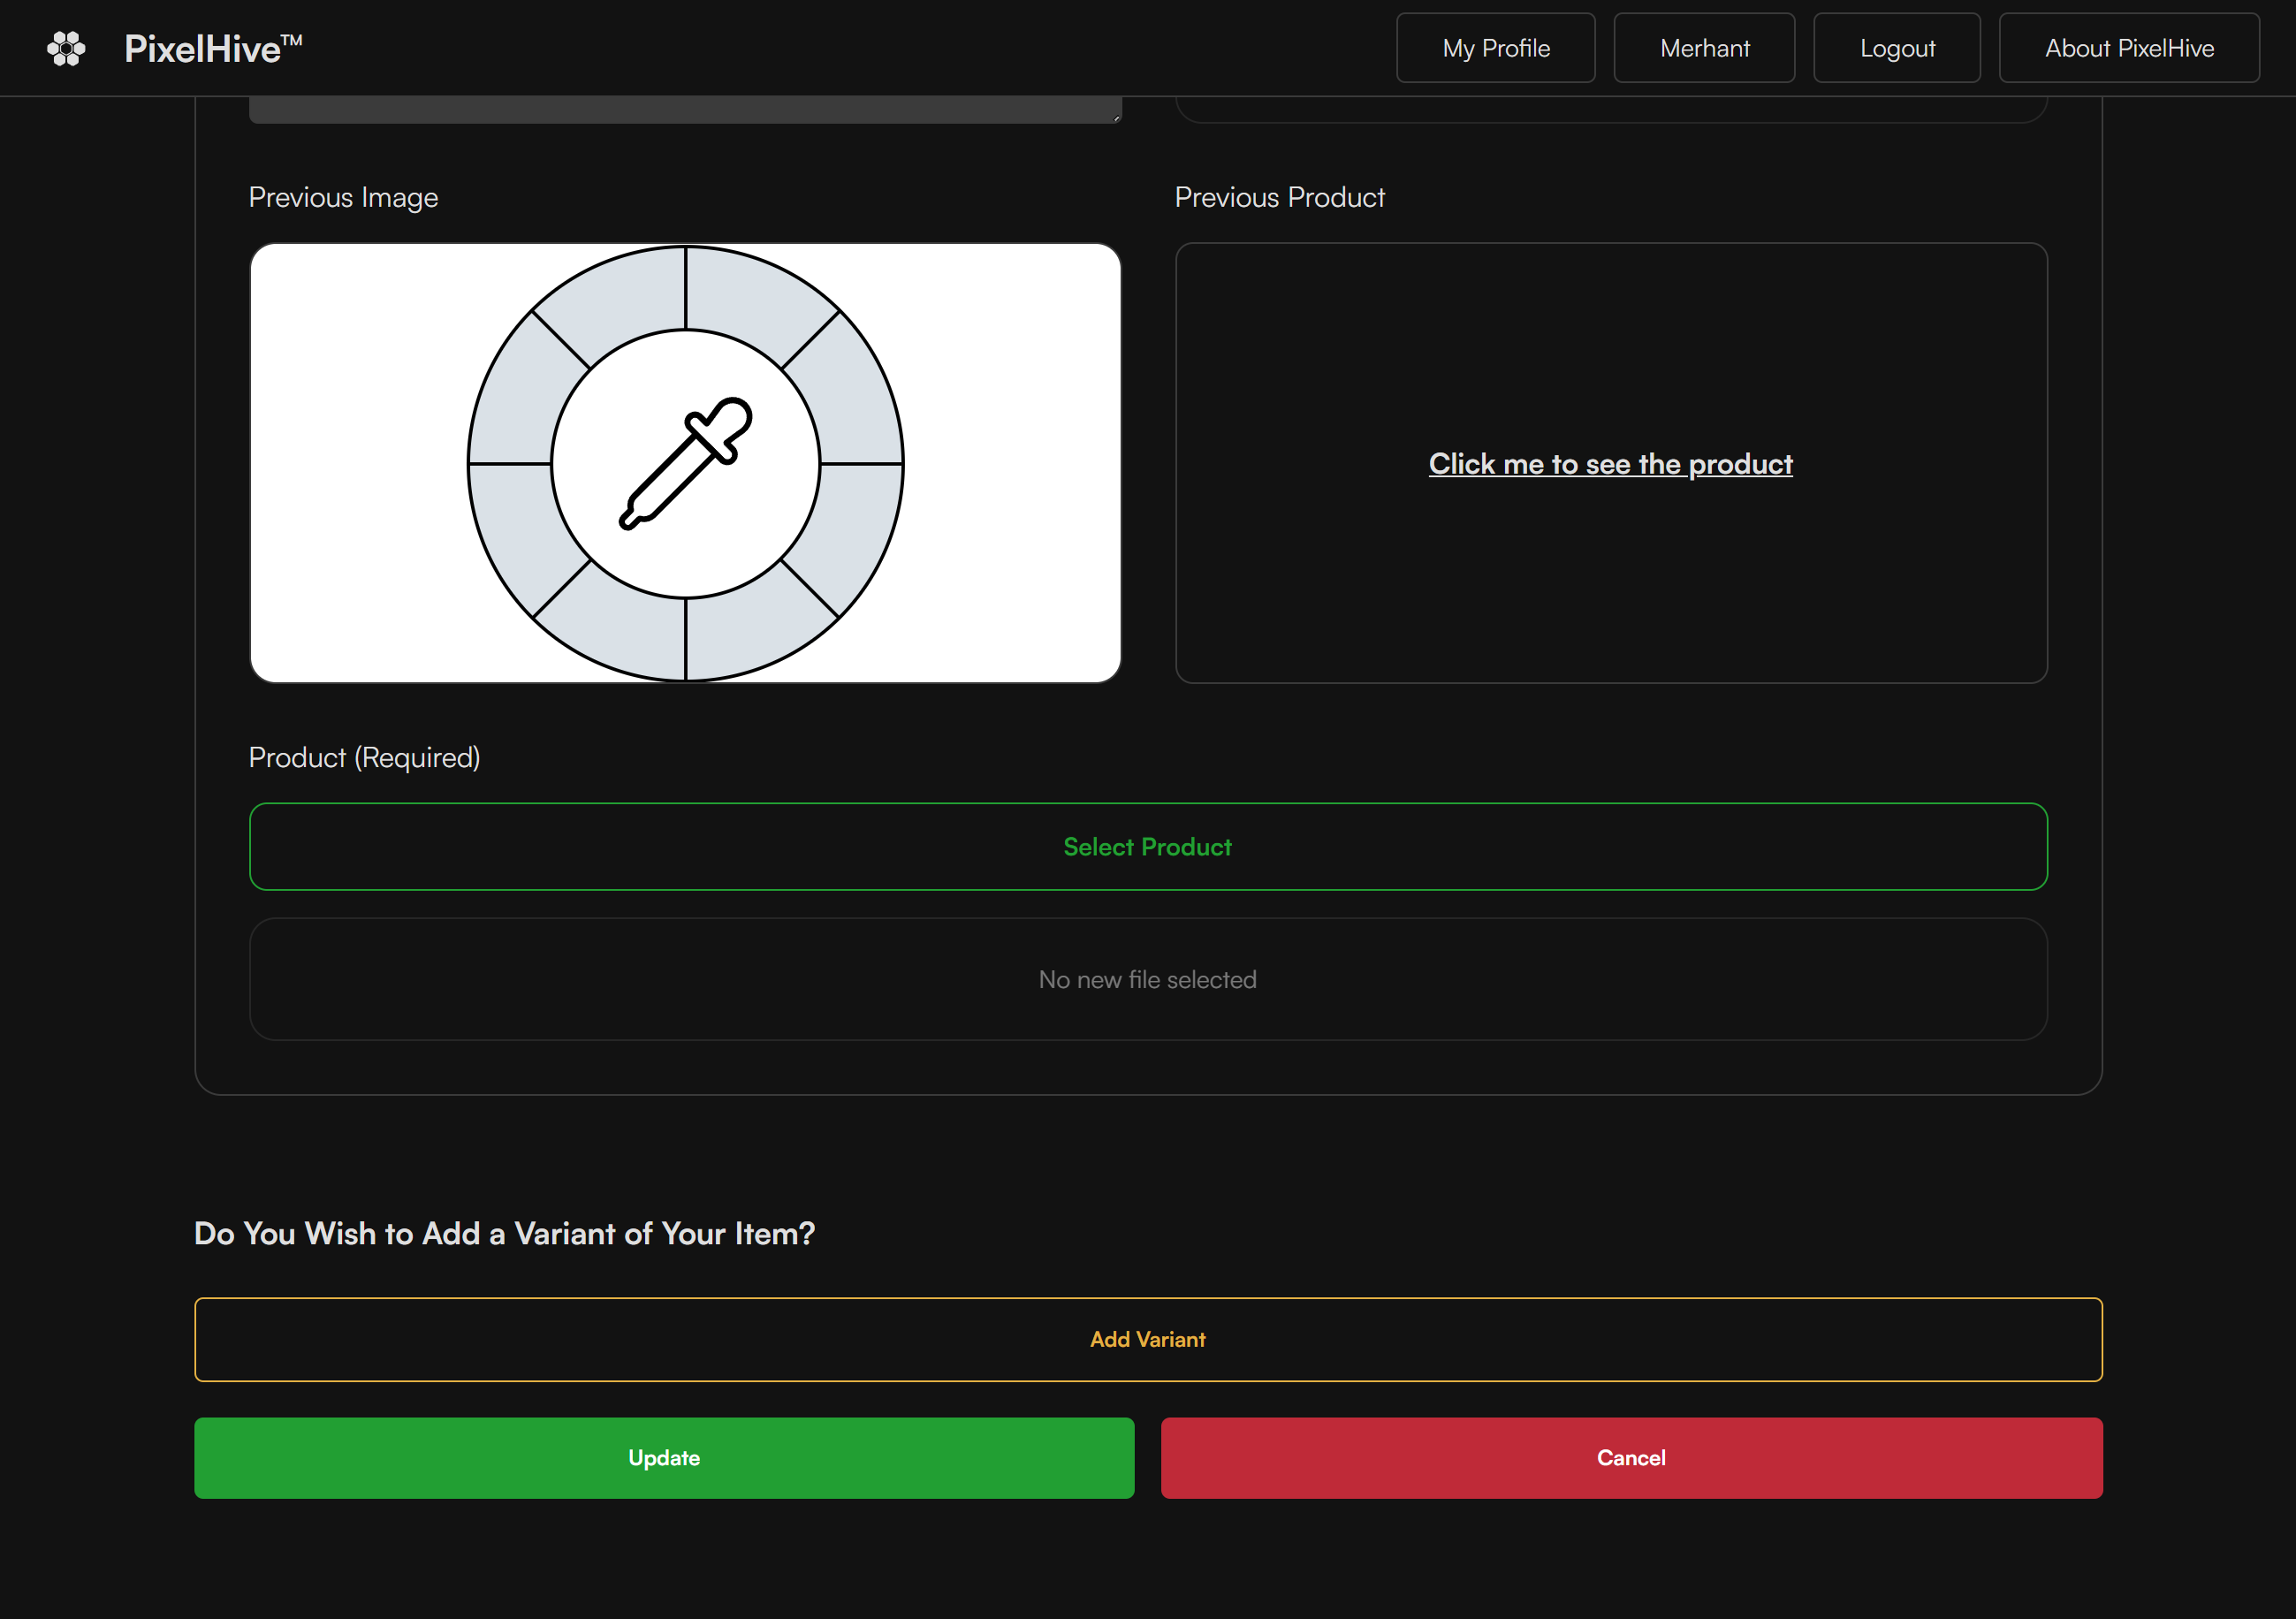 PixelHive™
My Profile
Merhant
Logout
About PixelHive
Previous Image
Previous Product
Click me to see the product
Product (Required)
Select Product
No new file selected
Do You Wish to Add a Variant of Your Item?
Add Variant
Update
Cancel